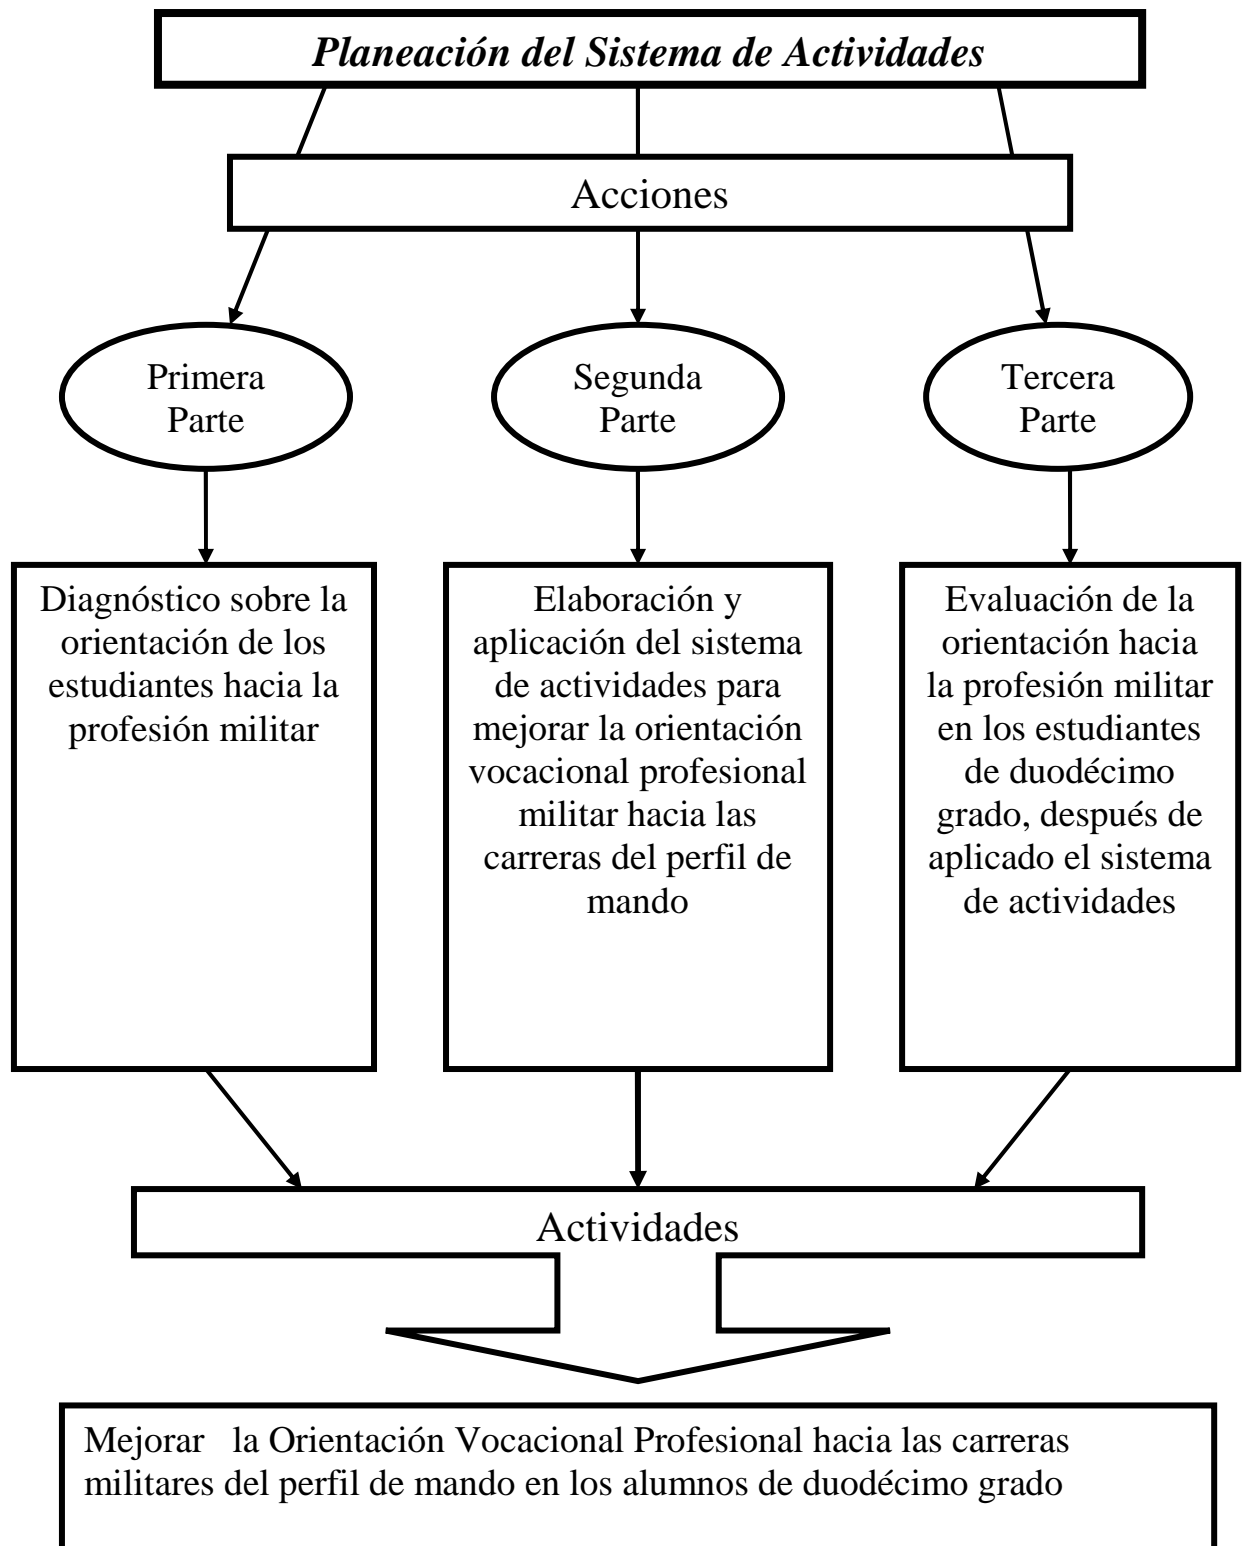 Planeación del Sistema de Actividades
Acciones
Primera
Parte
Segunda
Parte
Tercera
Parte
Diagnóstico sobre la
orientación de los
estudiantes hacia la
profesión militar
Elaboración y
aplicación del sistema
de actividades para
mejorar la orientación
vocacional profesional
militar hacia las
carreras del perfil de
mando
Evaluación de la
orientación hacia
la profesión militar
en los estudiantes
de duodécimo
grado, después de
aplicado el sistema
de actividades
Actividades
Mejorar la Orientación Vocacional Profesional hacia las carreras
militares del perfil de mando en los alumnos de duodécimo grado